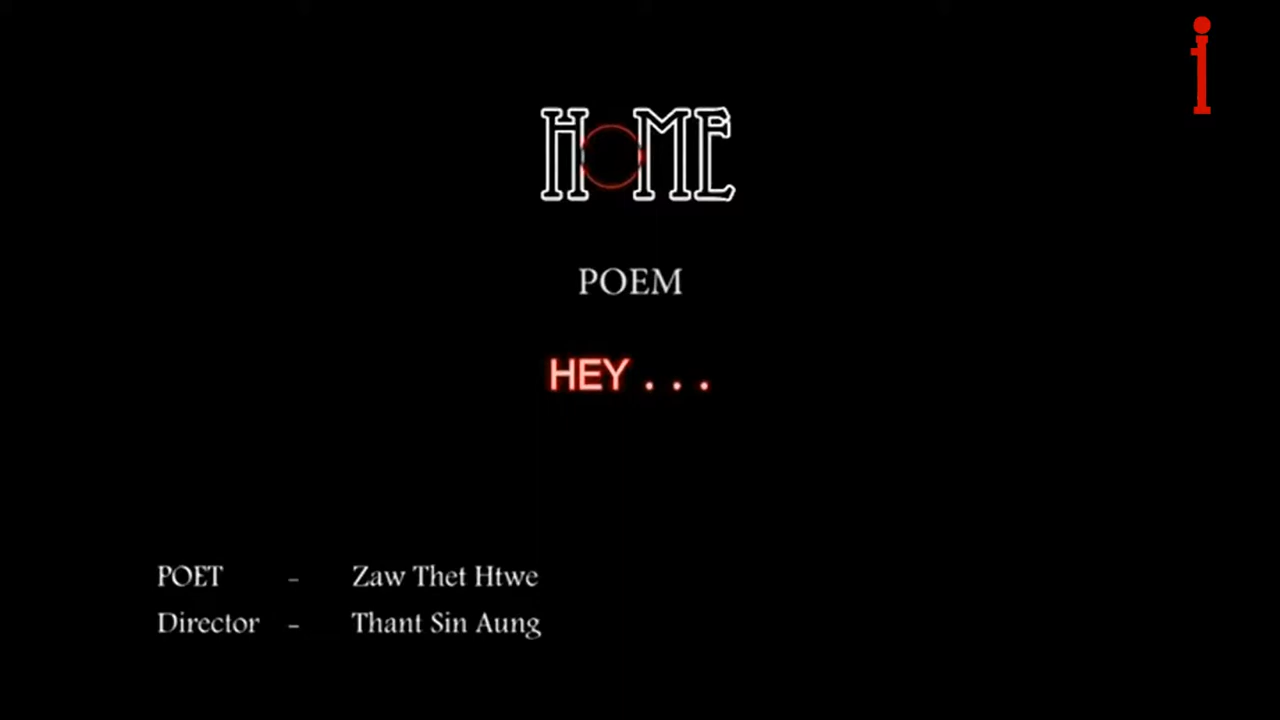 i
HOME
POEM
HEY . . .
POET - Zaw Thet Htwe
Director - Thant Sin Aung